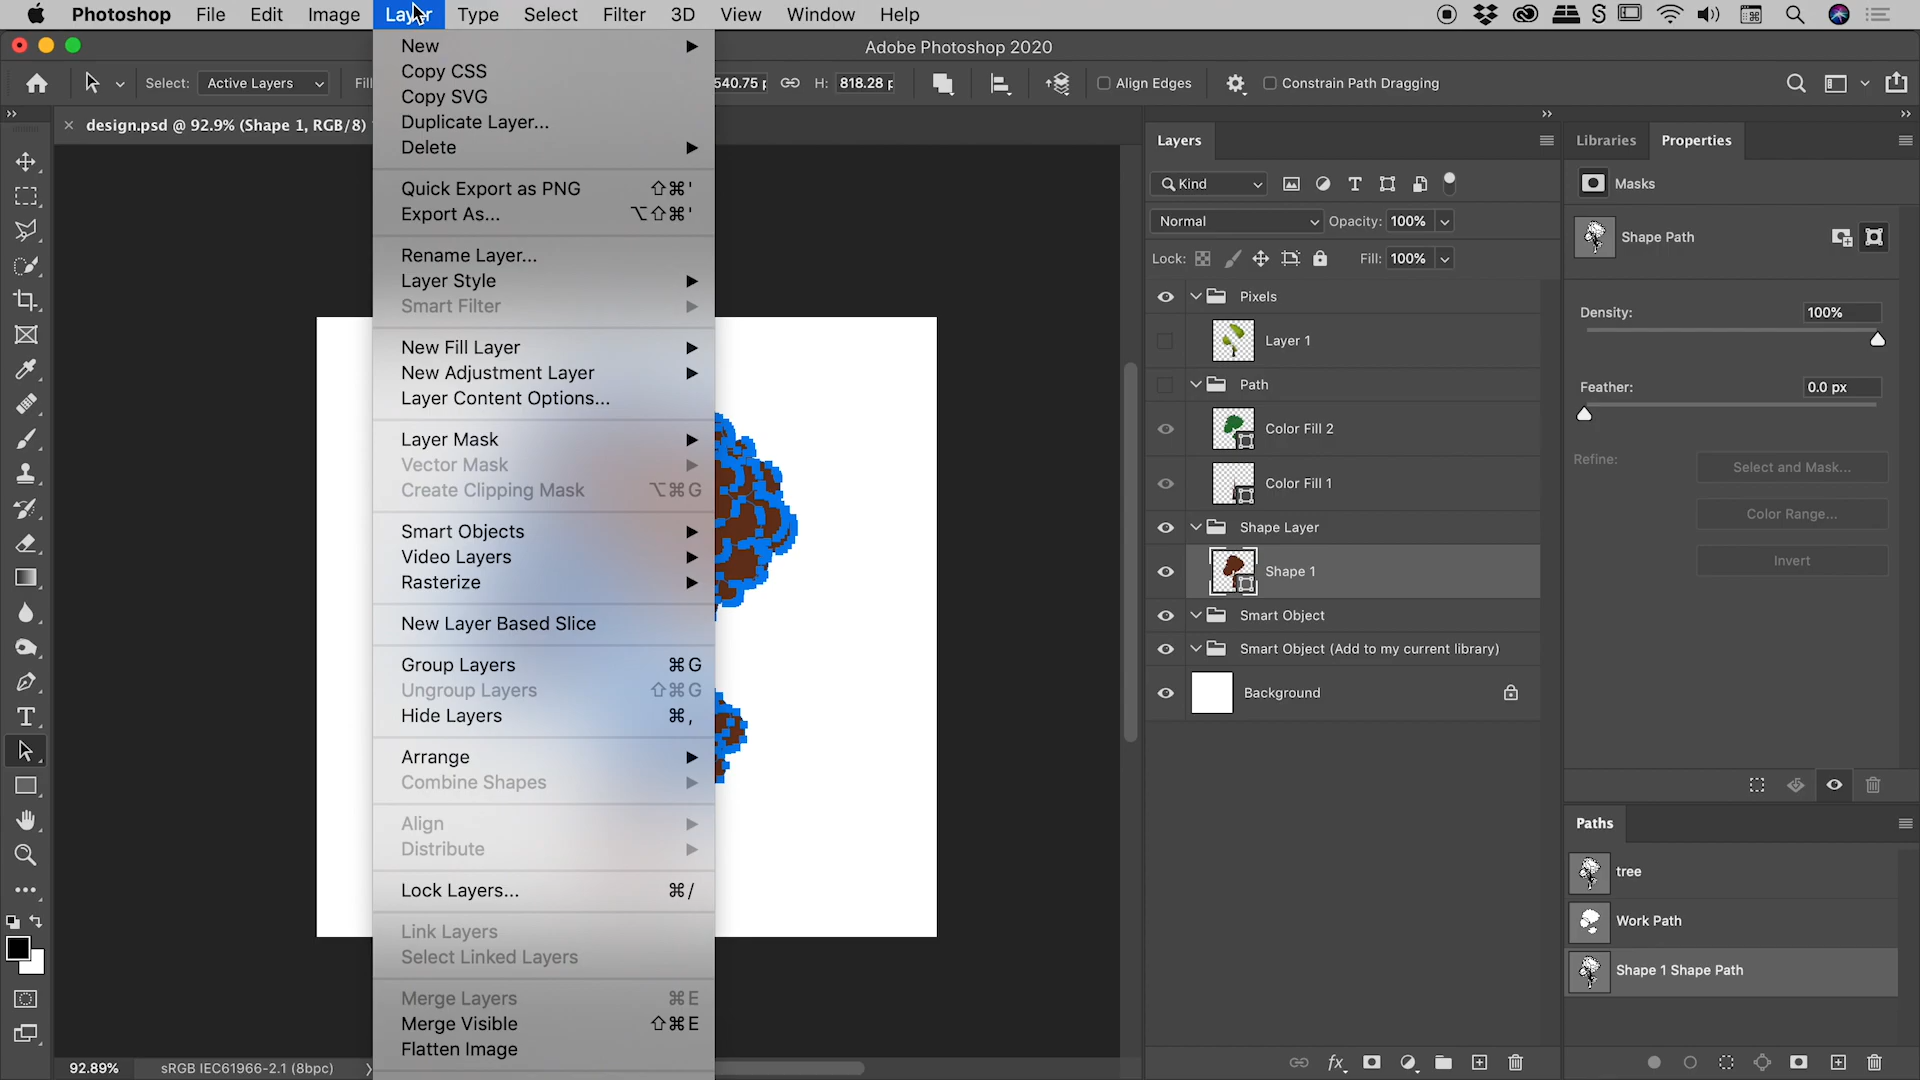 Photoshop File Edit Image Layer Type Select Filter 3D View Window Help
Adobe Photoshop 2020
Select: Active Layers Fill 540.75 p H: 818.28 p Align Edges Constrain Path Dragging
design.psd @ 92.9% (Shape 1, RGB/8)
New
Copy CSS
Copy SVG
Duplicate Layer...
Delete
Quick Export as PNG ⇧⌘'
Export As... ⌥⇧⌘'
Rename Layer...
Layer Style
Smart Filter
New Fill Layer
New Adjustment Layer
Layer Content Options...
Layer Mask
Vector Mask
Create Clipping Mask ⌥⌘G
Smart Objects
Video Layers
Rasterize
New Layer Based Slice
Group Layers ⌘G
Ungroup Layers ⇧⌘G
Hide Layers ⌘,
Arrange
Combine Shapes
Align
Distribute
Lock Layers... ⌘/
Link Layers
Select Linked Layers
Merge Layers ⌘E
Merge Visible ⇧⌘E
Flatten Image
92.89% sRGB IEC61966-2.1 (8bpc)
Layers
Kind
Normal Opacity: 100%
Lock: Fill: 100%
Pixels
Layer 1
Path
Color Fill 2
Color Fill 1
Shape Layer
Shape 1
Smart Object
Smart Object (Add to my current library)
Background
fx
Libraries Properties
Masks
Shape Path
Density: 100%
Feather: 0.0 px
Refine: Select and Mask...
Color Range...
Invert
Paths
tree
Work Path
Shape 1 Shape Path